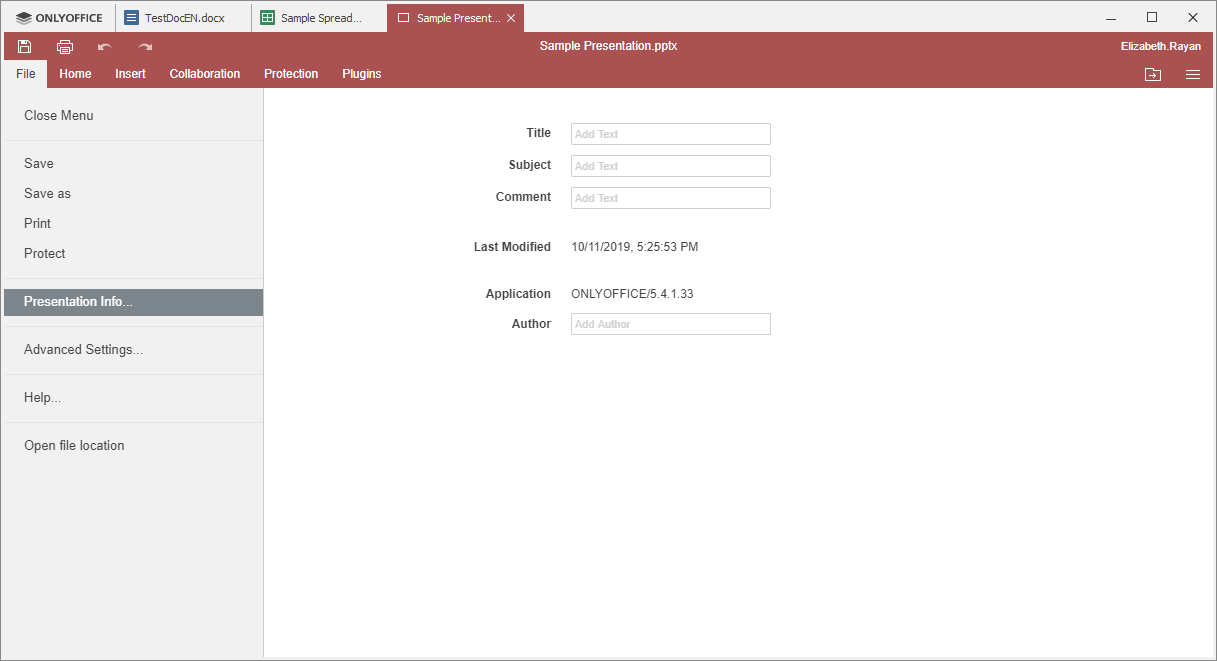 ONLYOFFICE TestDocEN.docx Sample Spread... Sample Present...
Sample Presentation.pptx Elizabeth.Rayan
File Home Insert Collaboration Protection Plugins
Close Menu
Save
Save as
Print
Protect
Presentation Info...
Advanced Settings...
Help...
Open file location
Title Add Text
Subject Add Text
Comment Add Text
Last Modified 10/11/2019, 5:25:53 PM
Application ONLYOFFICE/5.4.1.33
Author Add Author